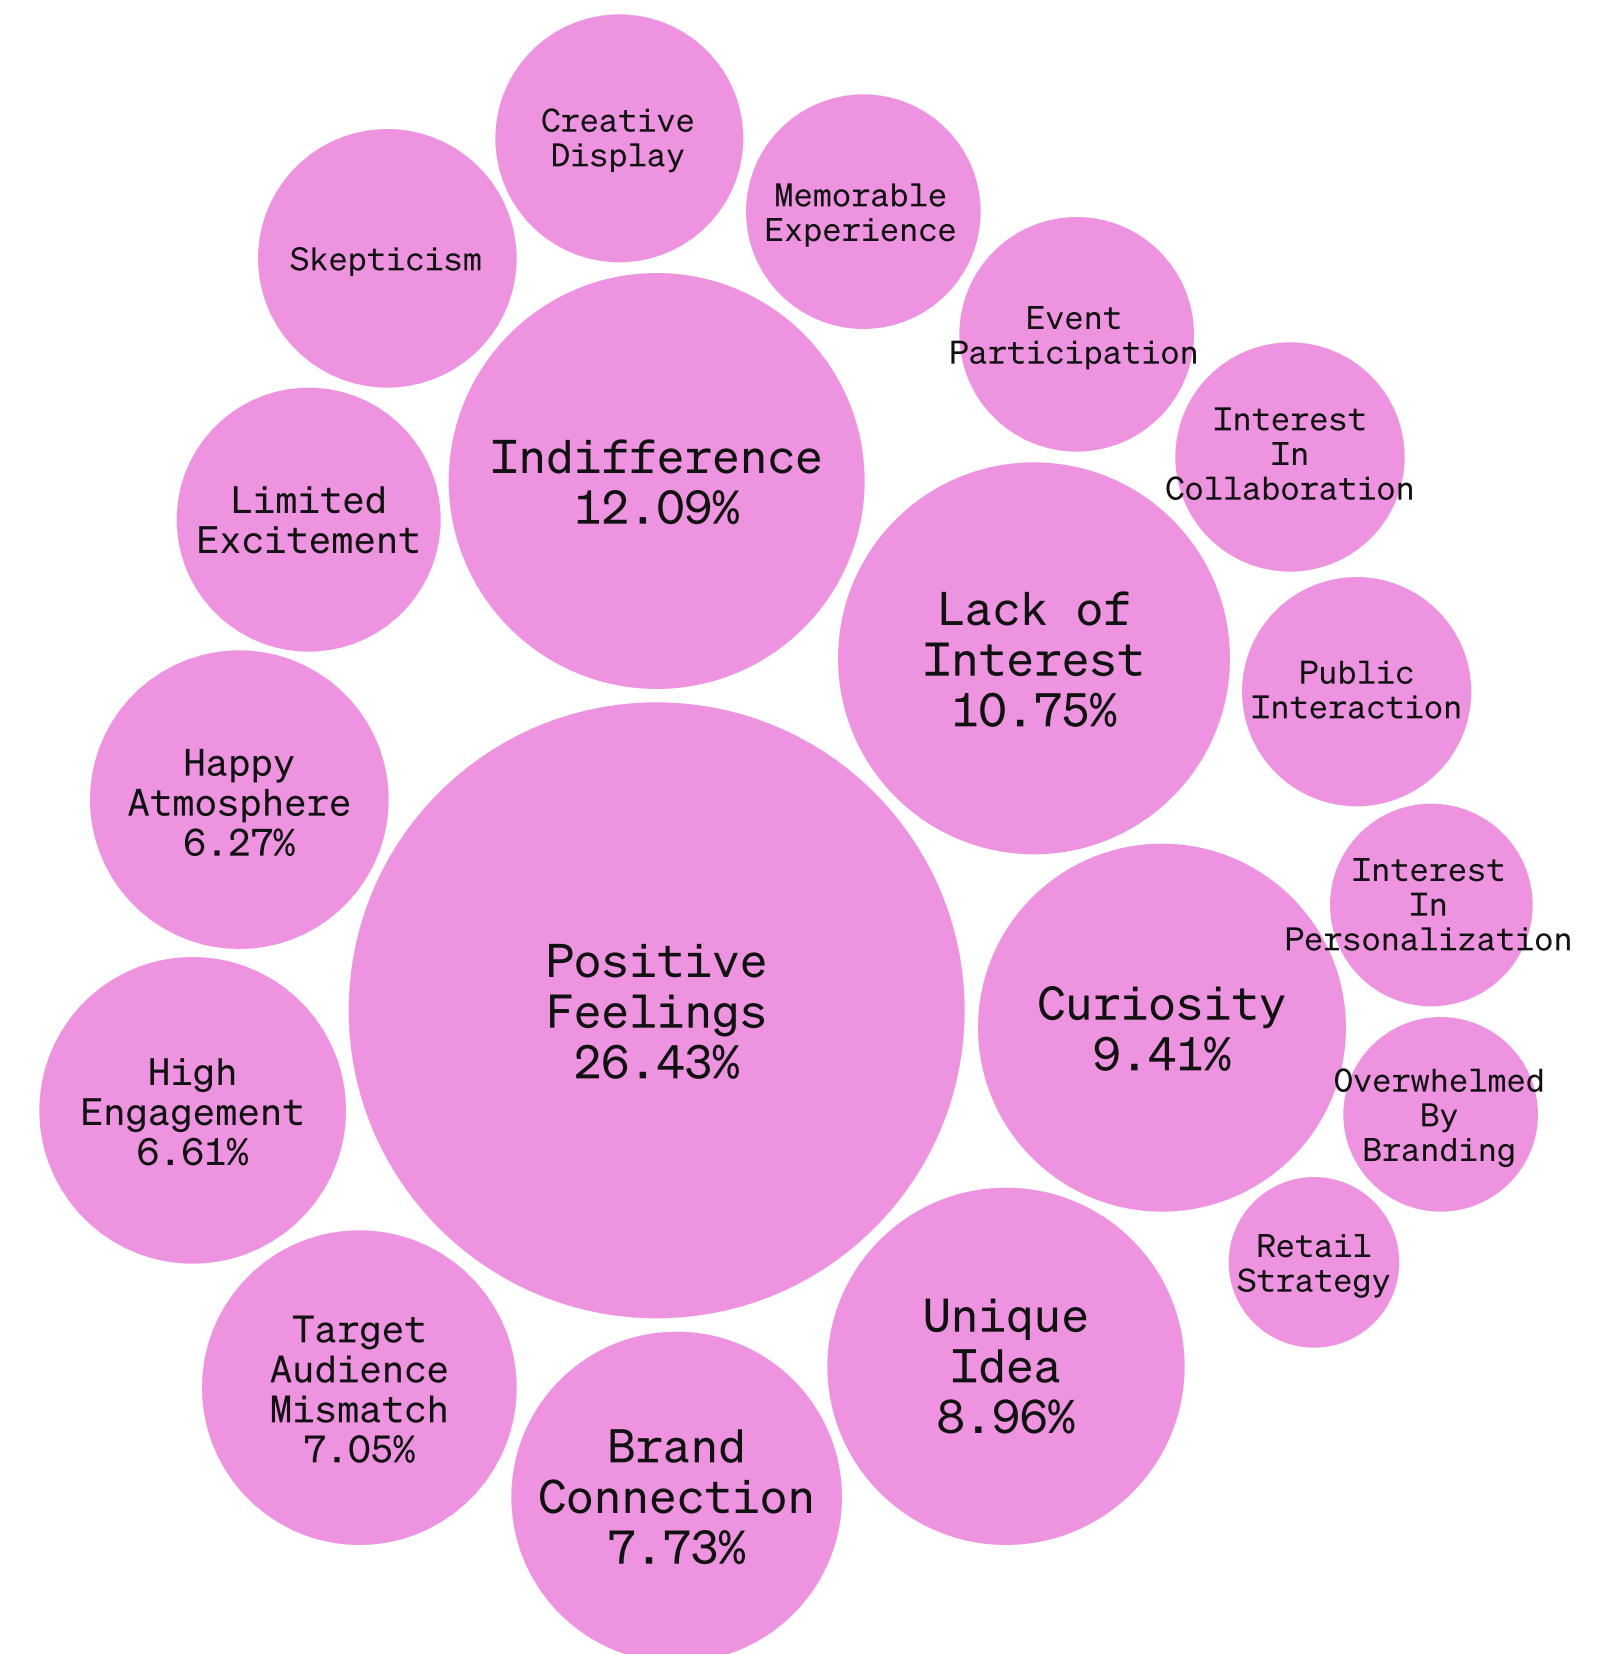 Creative
Display
Memorable
Experience
Skepticism
Event
Participation
Interest
In
Collaboration
Indifference
12.09%
Limited
Excitement
Lack of
Interest
10.75%
Public
Interaction
Happy
Atmosphere
6.27%
Interest
In
Personalization
Positive
Feelings
26.43%
Curiosity
9.41%
High
Engagement
6.61%
Overwhelmed
By
Branding
Retail
Strategy
Target
Audience
Mismatch
7.05%
Unique
Idea
8.96%
Brand
Connection
7.73%